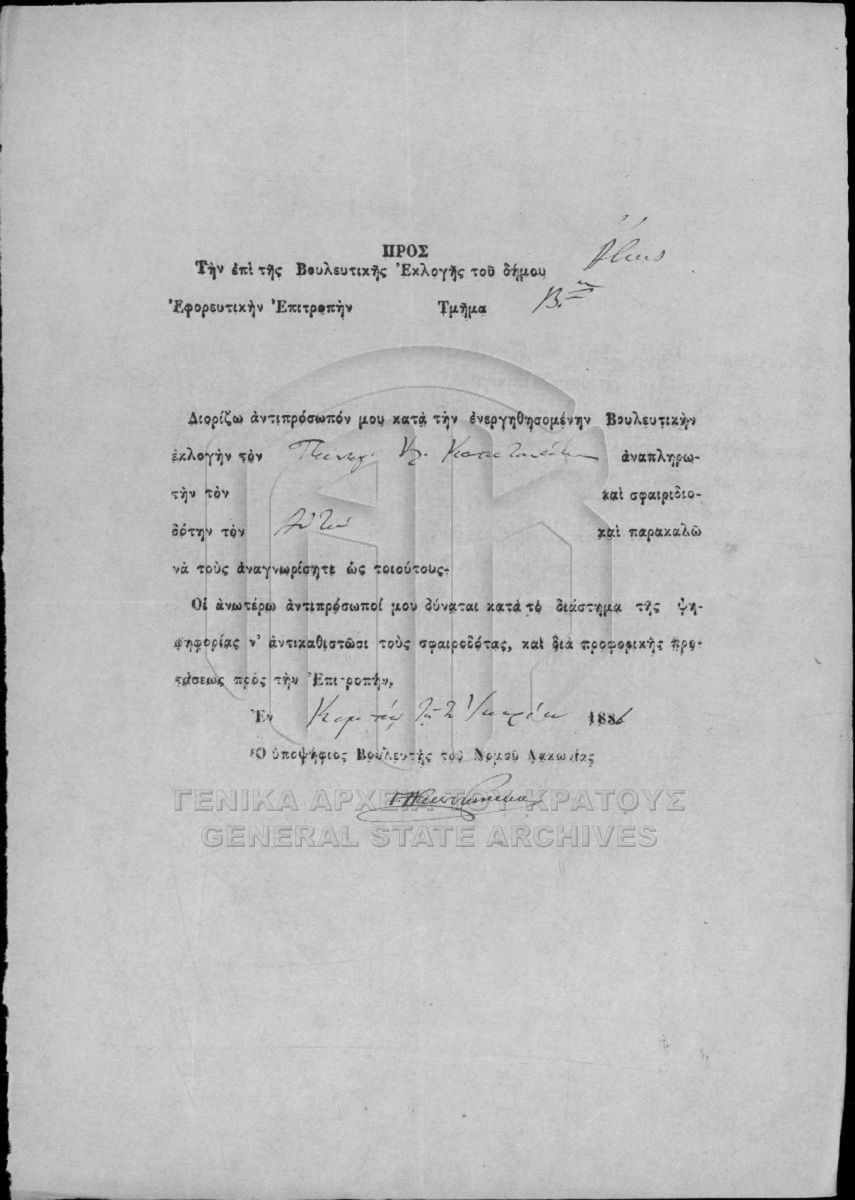 ΠΡΟΣ
Τὴν ἐπὶ τῆς Βουλευτικῆς Ἐκλογῆς τοῦ δήμου
Ἐφορευτικὴν Ἐπιτροπὴν Τμῆμα Β.
Διορίζω ἀντιπρόσωπόν μου κατὰ τὴν ἐνεργηθησομένην Βουλευτικὴν
ἐκλογὴν τὸν ἀναπληρω-
τὴν τὸν καὶ σφαιριδιο-
δότην τὸν καὶ παρακαλῶ
νὰ τοὺς ἀναγνωρίσητε ὡς τοιούτους.
Οἱ ἀνωτέρω ἀντιπρόσωποί μου δύναται κατὰ τὸ διάστημα τῆς ψη-
φηφορίας ν' ἀντικαθιστῶσι τοὺς σφαιροδότας, καὶ διὰ προφορικῆς προ-
τάσεως πρὸς τὴν Ἐπιτροπήν,
Ἐν 188
Ὁ ὑποψήφιος Βουλευτὴς τοῦ Νομοῦ Λακωνίας
ΓΕΝΙΚΑ ΑΡΧΕΙΑ ΤΟΥ ΚΡΑΤΟΥΣ
GENERAL STATE ARCHIVES